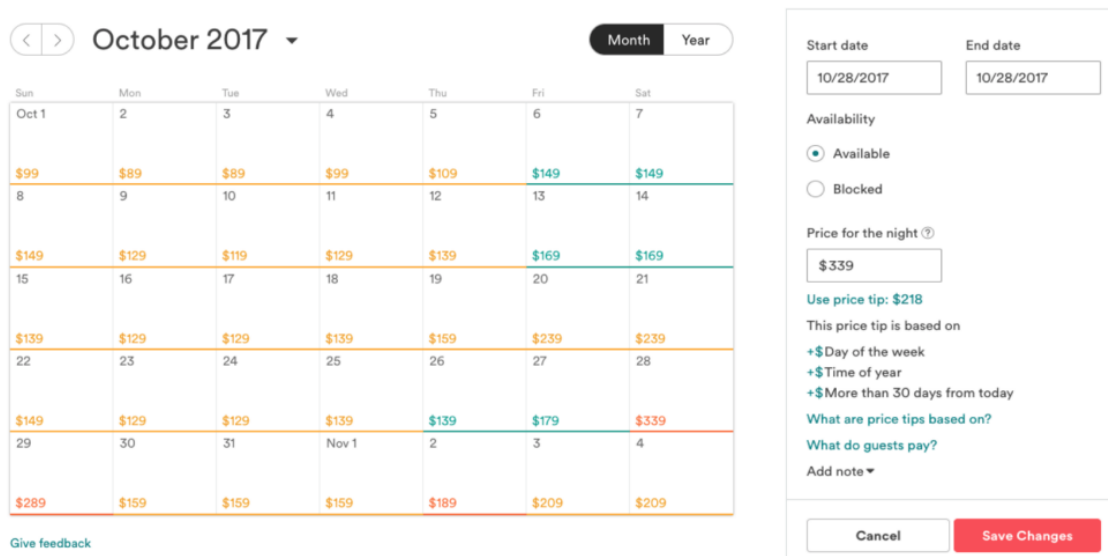 October 2017
Month Year
Sun Mon Tue Wed Thu Fri Sat
Oct 1 2 3 4 5 6 7
$99 $89 $89 $99 $109 $149 $149
8 9 10 11 12 13 14
$149 $129 $119 $129 $139 $169 $169
15 16 17 18 19 20 21
$139 $129 $129 $139 $159 $239 $239
22 23 24 25 26 27 28
$149 $129 $129 $139 $139 $179 $339
29 30 31 Nov 1 2 3 4
$289 $159 $159 $159 $189 $209 $209
Give feedback
Start date End date
10/28/2017 10/28/2017
Availability
Available
Blocked
Price for the night ?
$339
Use price tip: $218
This price tip is based on
+$Day of the week
+$Time of year
+$More than 30 days from today
What are price tips based on?
What do guests pay?
Add note
Cancel Save Changes